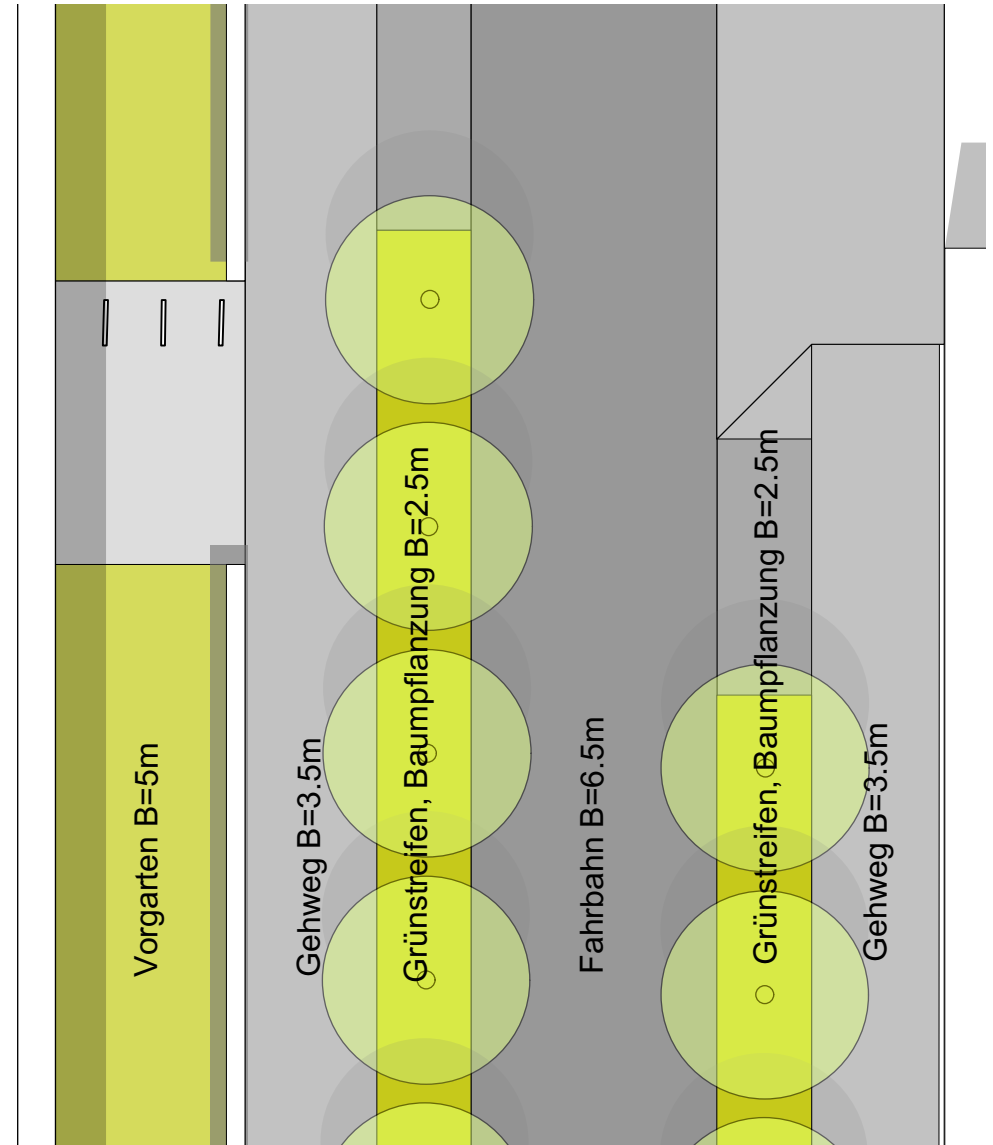 Vorgarten B=5m
Gehweg B=3.5m
Grünstreifen, Baumpflanzung B=2.5m
Fahrbahn B=6.5m
Grünstreifen, Baumpflanzung B=2.5m
Gehweg B=3.5m